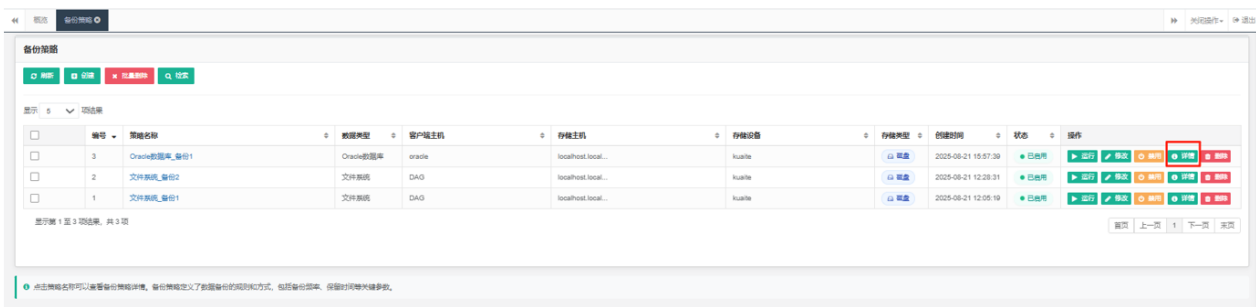 概览 备份策略 关闭操作 退出
备份策略
刷新 创建 批量删除 检索
显示 5 项结果
编号 策略名称 数据类型 客户端主机 存储主机 存储设备 存储类型 创建时间 状态 操作
3 Oracle数据库_备份1 Oracle数据库 oracle localhost.local... kuaite 磁盘 2025-08-21 15:57:39 已启用 运行 修改 禁用 详情 删除
2 文件系统_备份2 文件系统 DAG localhost.local... kuaite 磁盘 2025-08-21 12:28:31 已启用 运行 修改 禁用 详情 删除
1 文件系统_备份1 文件系统 DAG localhost.local... kuaite 磁盘 2025-08-21 12:05:19 已启用 运行 修改 禁用 详情 删除
显示第 1 至 3 项结果，共 3 项
首页 上一页 1 下一页 末页
点击策略名称可以查看备份策略详情。备份策略定义了数据备份的规则和方式，包括备份频率、保留时间等关键参数。